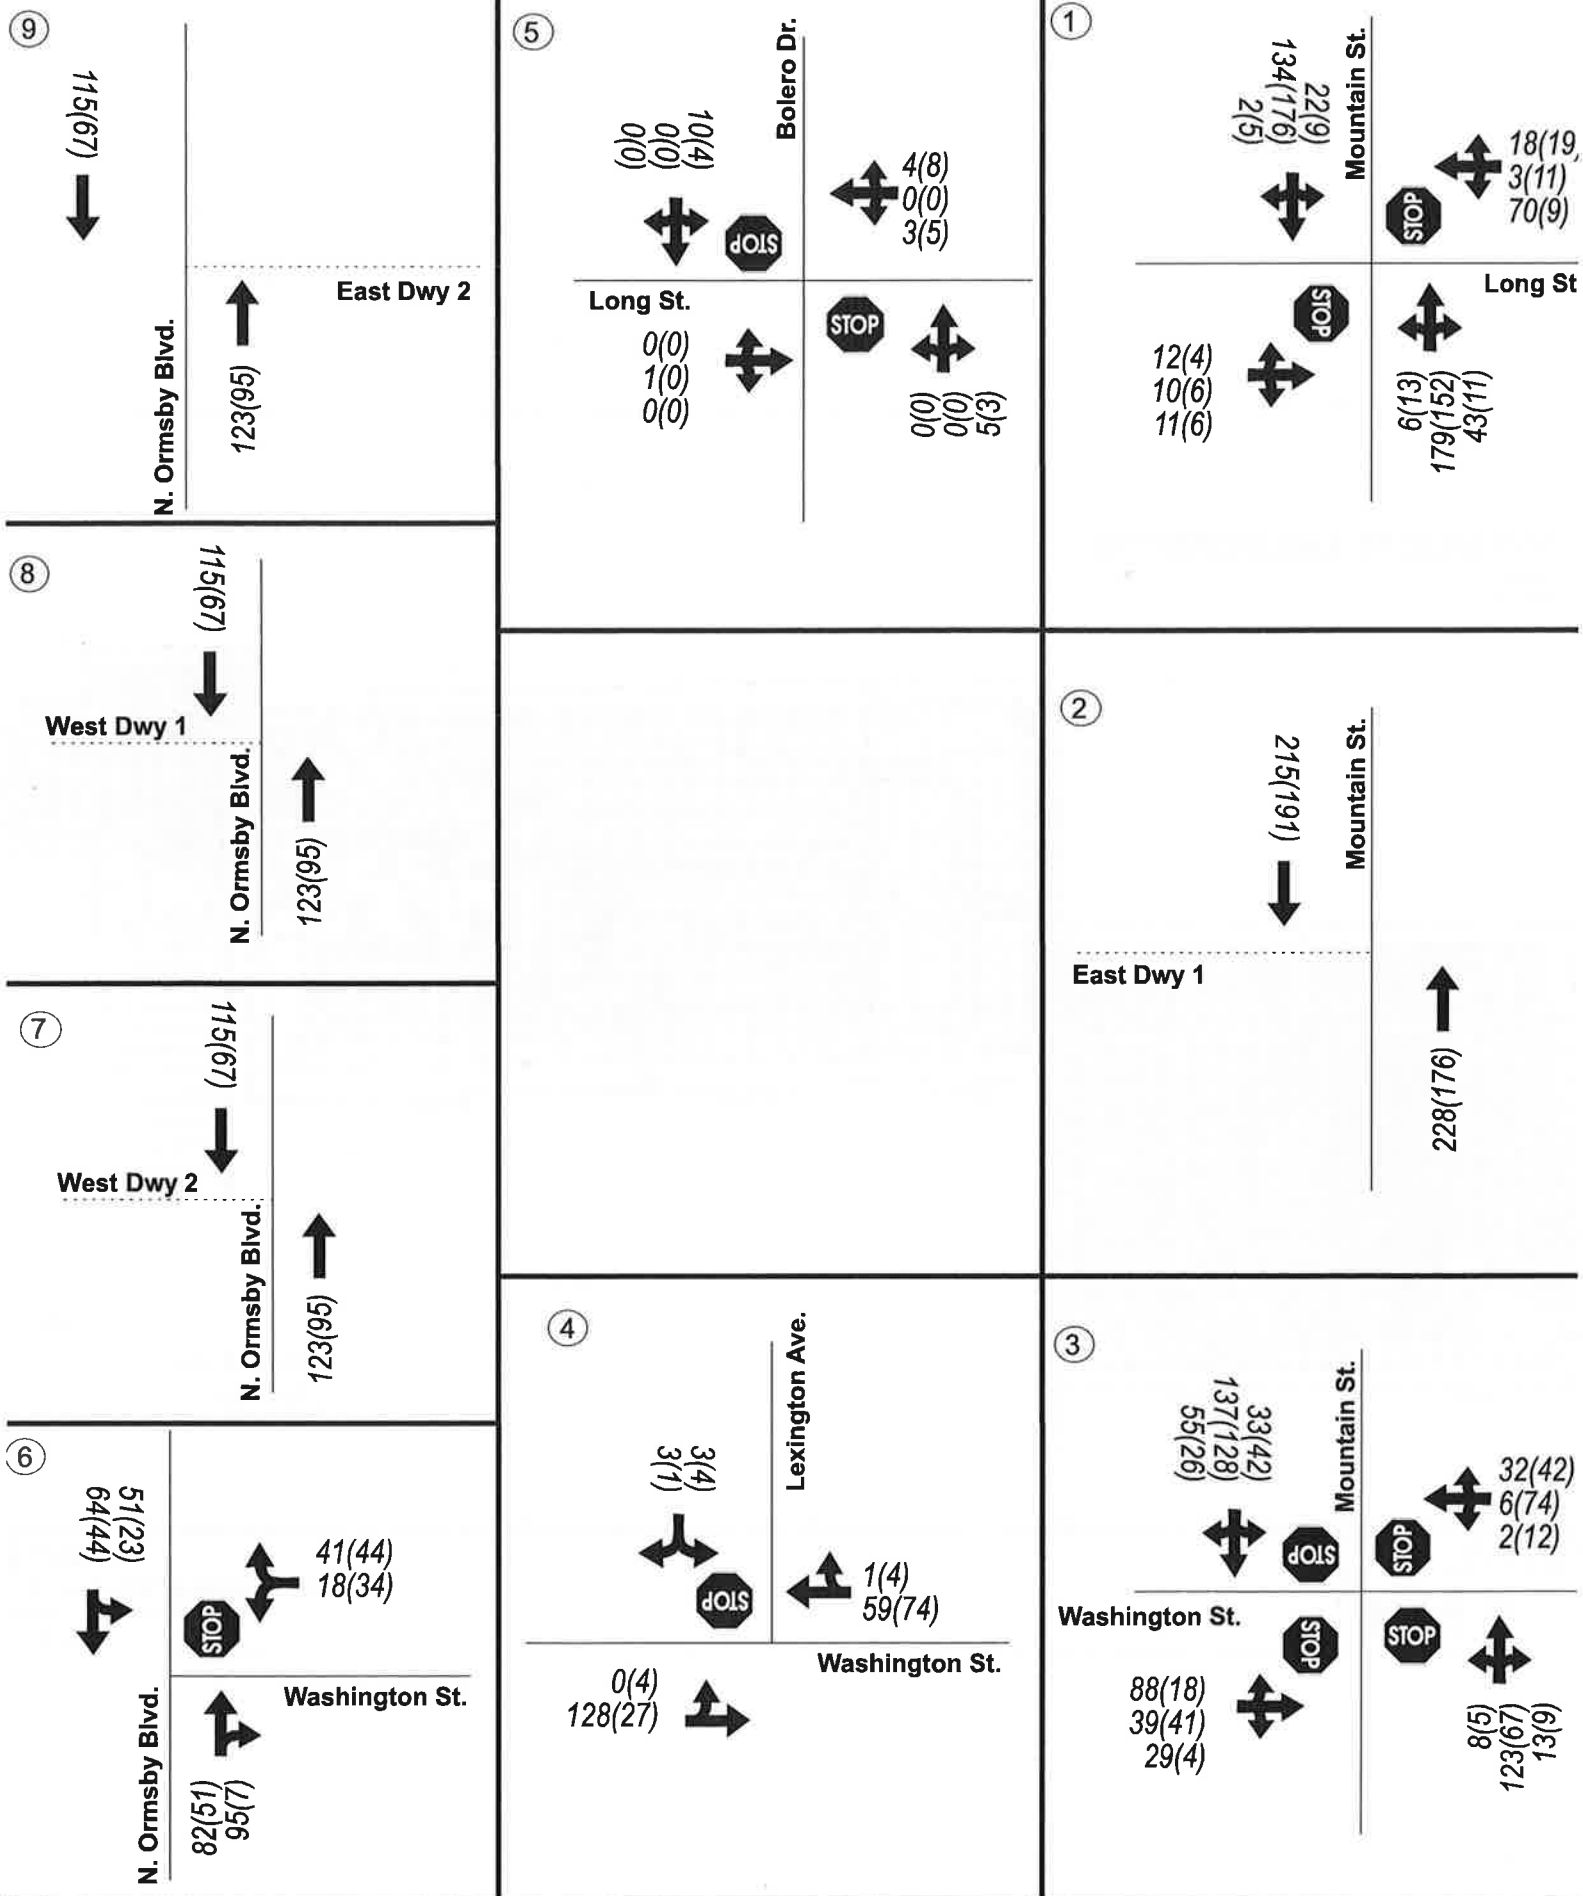 9
115(67)
East Dwy 2
N. Ormsby Blvd.
123(95)
5
Bolero Dr.
10(4)
0(0)
0(0)
STOP
4(8)
0(0)
3(5)
Long St.
0(0)
1(0)
0(0)
STOP
0(0)
0(0)
5(3)
1
Mountain St.
22(9)
134(176)
2(5)
18(19,
3(11)
70(9)
STOP
Long St
STOP
12(4)
10(6)
11(6)
6(13)
179(152)
43(11)
8
115(67)
West Dwy 1
N. Ormsby Blvd.
123(95)
2
215(191)
Mountain St.
East Dwy 1
228(176)
7
115(67)
West Dwy 2
N. Ormsby Blvd.
123(95)
4
Lexington Ave.
3(4)
3(1)
STOP
1(4)
59(74)
Washington St.
0(4)
128(27)
3
Mountain St.
33(42)
137(128)
55(26)
32(42)
6(74)
2(12)
STOP
STOP
Washington St.
STOP
STOP
88(18)
39(41)
29(4)
8(5)
123(67)
13(9)
6
51(23)
64(44)
41(44)
18(34)
STOP
Washington St.
N. Ormsby Blvd.
82(51)
95(7)